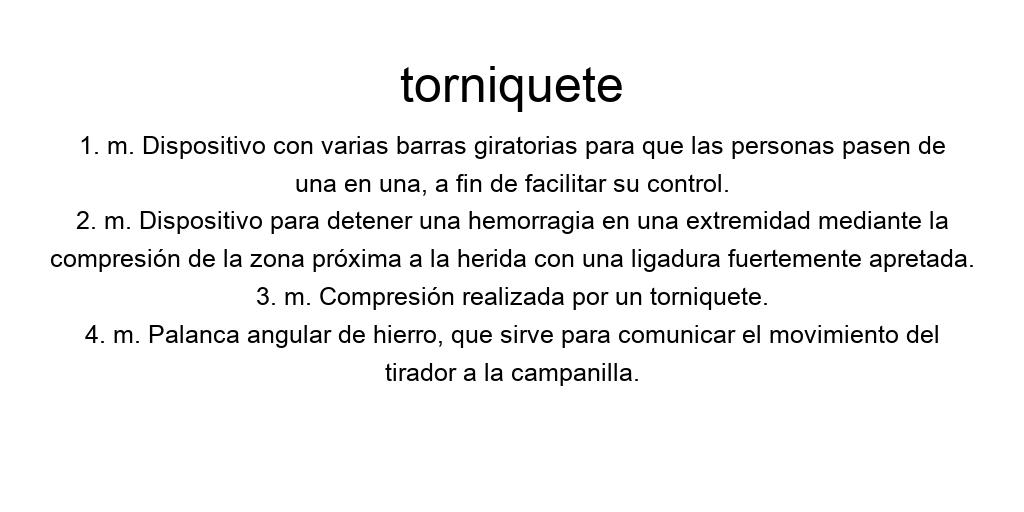 torniquete
1. m. Dispositivo con varias barras giratorias para que las personas pasen de
una en una, a fin de facilitar su control.
2. m. Dispositivo para detener una hemorragia en una extremidad mediante la
compresión de la zona próxima a la herida con una ligadura fuertemente apretada.
3. m. Compresión realizada por un torniquete.
4. m. Palanca angular de hierro, que sirve para comunicar el movimiento del
tirador a la campanilla.